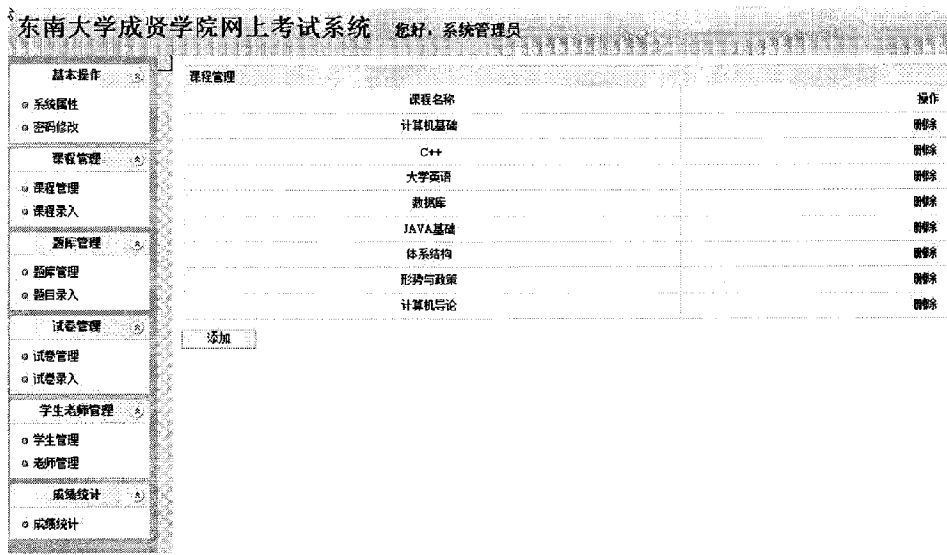 东南大学成贤学院网上考试系统 您好，系统管理员
基本操作
系统属性
密码修改
课程管理
课程管理
课程录入
题库管理
题库管理
题目录入
试卷管理
试卷管理
试卷录入
学生老师管理
学生管理
老师管理
成绩统计
成绩统计
课程管理
课程名称 操作
计算机基础 删除
C++ 删除
大学英语 删除
数据库 删除
JAVA基础 删除
体系结构 删除
形势与政策 删除
计算机导论 删除
添加